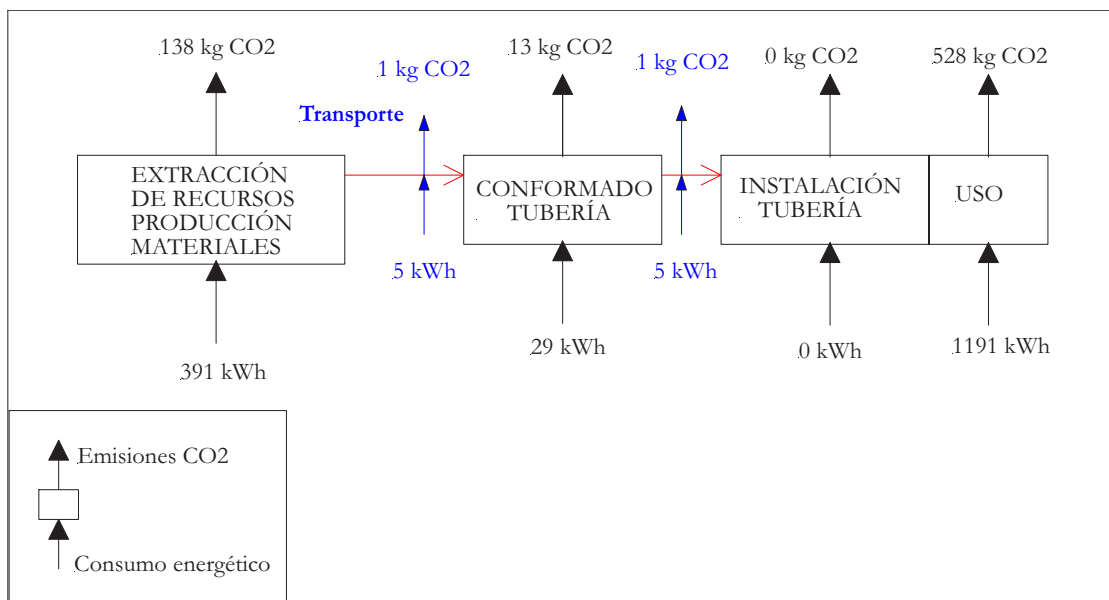 138 kg CO2
13 kg CO2
0 kg CO2
528 kg CO2
1 kg CO2
1 kg CO2
Transporte
EXTRACCIÓN
DE RECURSOS
PRODUCCIÓN
MATERIALES
CONFORMADO
TUBERÍA
INSTALACIÓN
TUBERÍA
USO
5 kWh
5 kWh
391 kWh
29 kWh
0 kWh
1191 kWh
Emisiones CO2
Consumo energético